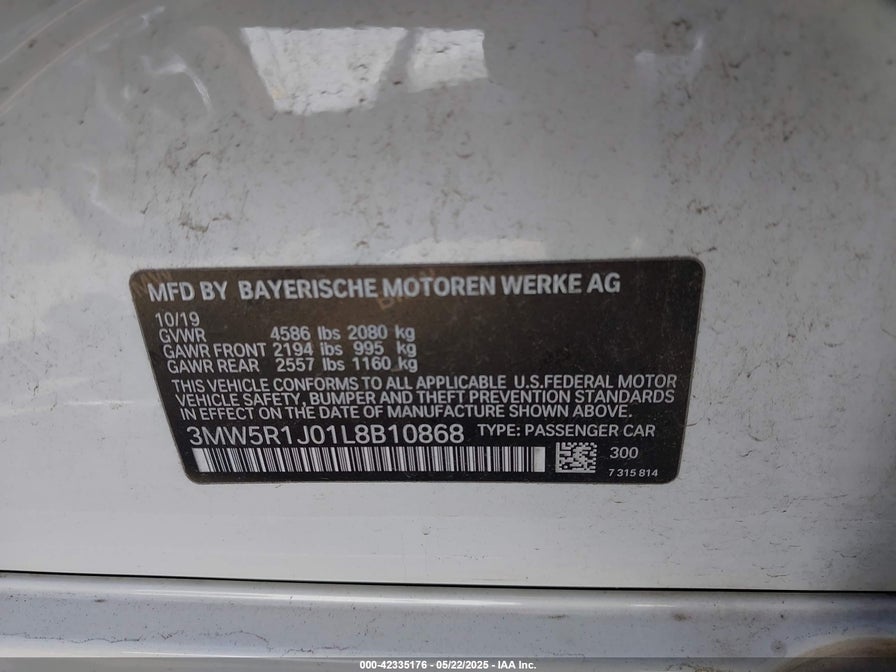 MFD BY BAYERISCHE MOTOREN WERKE AG
10/19
GVWR 4586 lbs 2080 kg
GAWR FRONT 2194 lbs 995 kg
GAWR REAR 2557 lbs 1160 kg
THIS VEHICLE CONFORMS TO ALL APPLICABLE U.S.FEDERAL MOTOR
VEHICLE SAFETY, BUMPER AND THEFT PREVENTION STANDARDS
IN EFFECT ON THE DATE OF MANUFACTURE SHOWN ABOVE.
3MW5R1J01L8B10868 TYPE: PASSENGER CAR
300
7 315 814
000-42335176 - 05/22/2025 - IAA Inc.